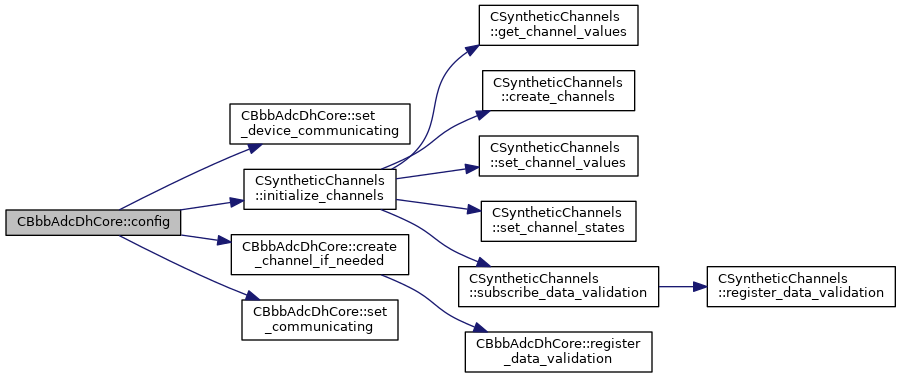 CSyntheticChannels
::get_channel_values
CSyntheticChannels
::create_channels
CBbbAdcDhCore::set
_device_communicating
CSyntheticChannels
::set_channel_values
CSyntheticChannels
::initialize_channels
CBbbAdcDhCore::config
CSyntheticChannels
::set_channel_states
CBbbAdcDhCore::create
_channel_if_needed
CSyntheticChannels
::subscribe_data_validation
CSyntheticChannels
::register_data_validation
CBbbAdcDhCore::set
_communicating
CBbbAdcDhCore::register
_data_validation